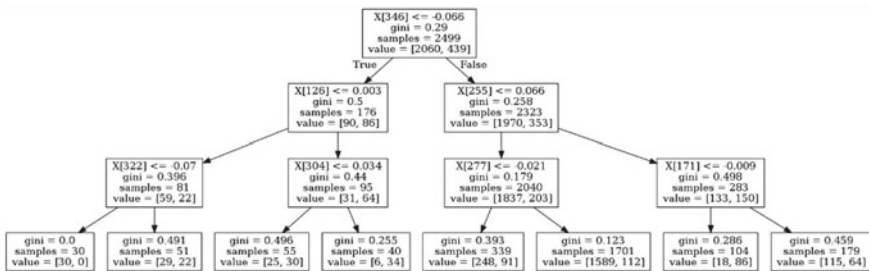 X[346] <= -0.066
gini = 0.29
samples = 2499
value = [2060, 439]
True
False
X[126] <= 0.003
gini = 0.5
samples = 176
value = [90, 86]
X[255] <= 0.066
gini = 0.258
samples = 2323
value = [1970, 353]
X[322] <= -0.07
gini = 0.396
samples = 81
value = [59, 22]
X[304] <= 0.034
gini = 0.44
samples = 95
value = [31, 64]
X[277] <= -0.021
gini = 0.179
samples = 2040
value = [1837, 203]
X[171] <= -0.009
gini = 0.498
samples = 283
value = [133, 150]
gini = 0.0
samples = 30
value = [30, 0]
gini = 0.491
samples = 51
value = [29, 22]
gini = 0.496
samples = 55
value = [25, 30]
gini = 0.255
samples = 40
value = [6, 34]
gini = 0.393
samples = 339
value = [248, 91]
gini = 0.123
samples = 1701
value = [1589, 112]
gini = 0.286
samples = 104
value = [18, 86]
gini = 0.459
samples = 179
value = [115, 64]